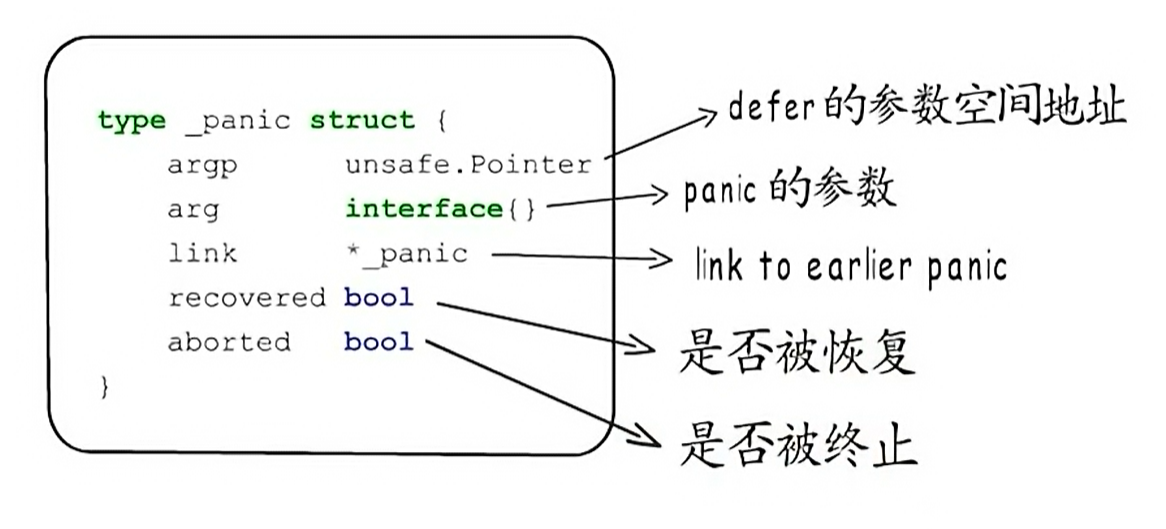 type _panic struct {
argp unsafe.Pointer
defer的参数空间地址
arg interface{}
panic的参数
link *_panic
link to earlier panic
recovered bool
是否被恢复
aborted bool
是否被终止
}